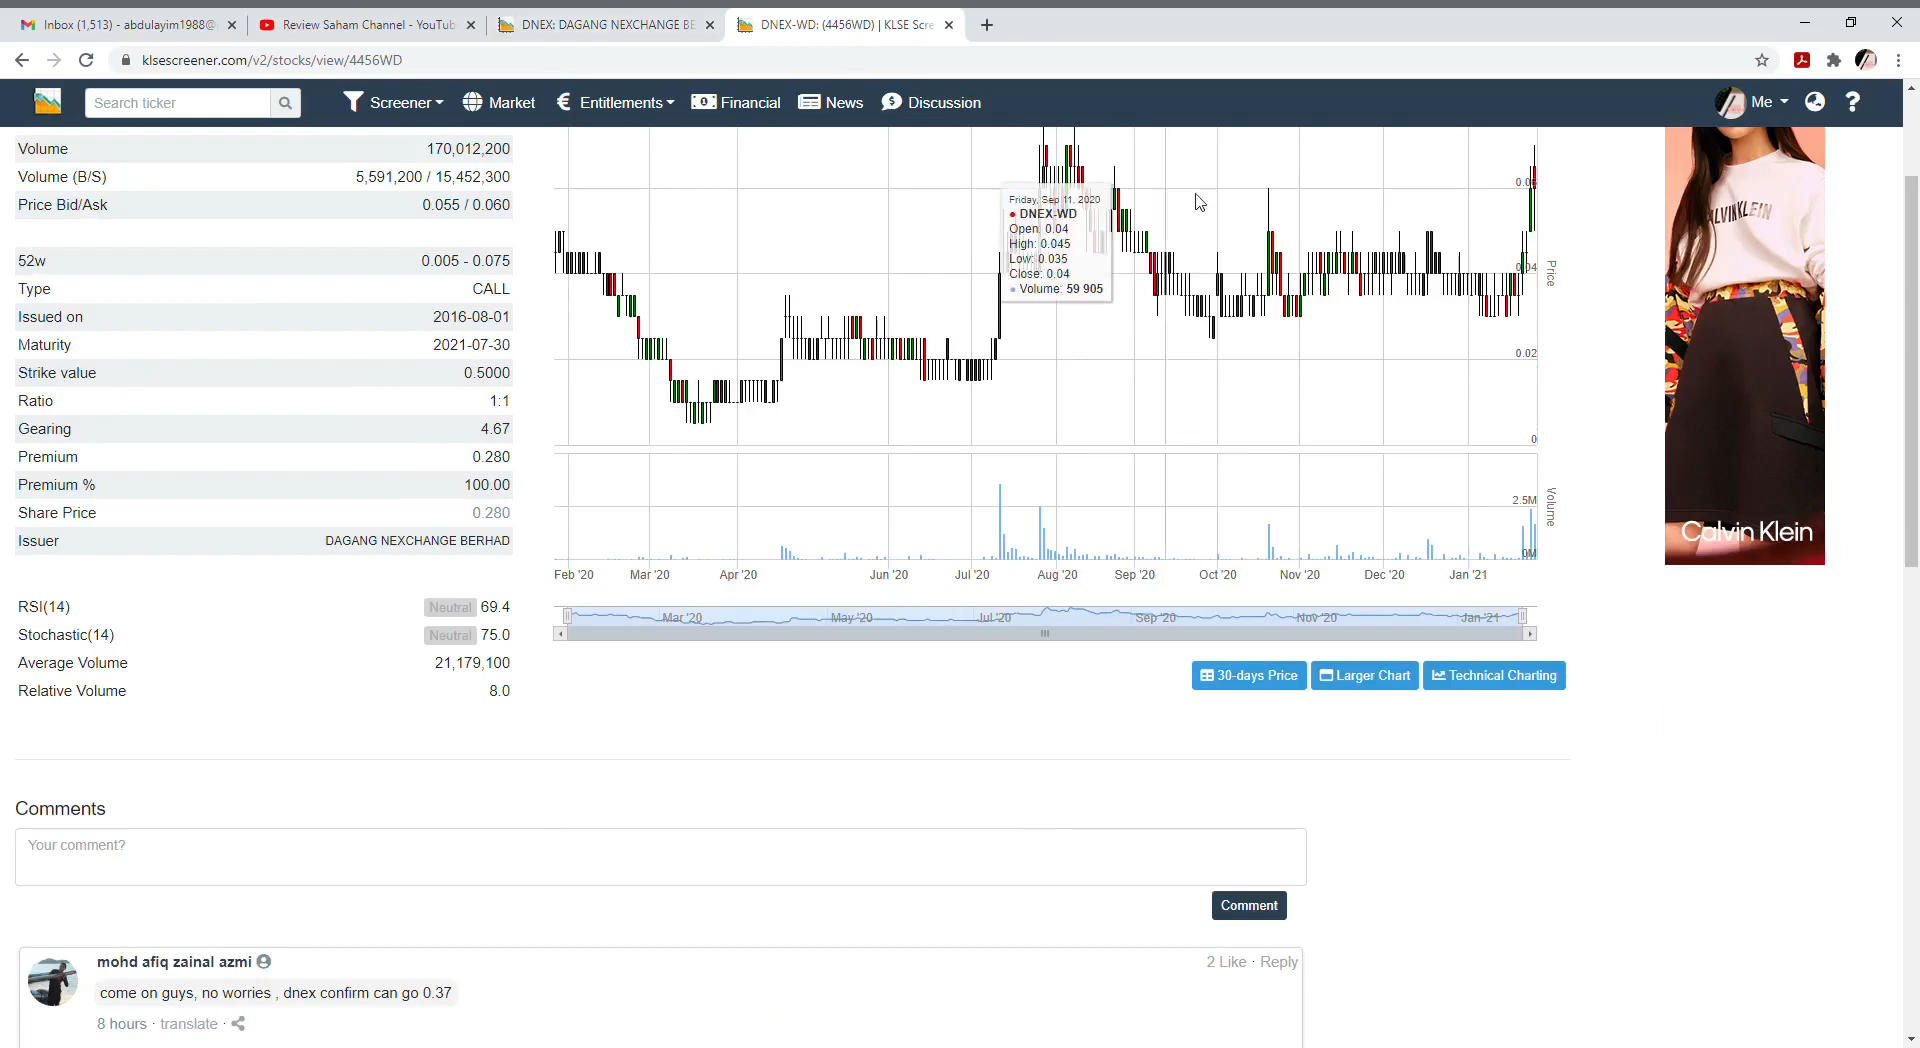 Inbox (1,513) - abdulayim1988@
Review Saham Channel - YouTub
DNEX: DAGANG NEXCHANGE BE
DNEX-WD: (4456WD) | KLSE Scre
klsescreener.com/v2/stocks/view/4456WD
Search ticker
Screener
Market
Entitlements
Financial
News
Discussion
Me
?
Volume 170,012,200
Volume (B/S) 5,591,200 / 15,452,300
Price Bid/Ask 0.055 / 0.060
52w 0.005 - 0.075
Type CALL
Issued on 2016-08-01
Maturity 2021-07-30
Strike value 0.5000
Ratio 1:1
Gearing 4.67
Premium 0.280
Premium % 100.00
Share Price 0.280
Issuer DAGANG NEXCHANGE BERHAD
RSI(14) Neutral 69.4
Stochastic(14) Neutral 75.0
Average Volume 21,179,100
Relative Volume 8.0
Friday, Sep 11, 2020
● DNEX-WD
Open: 0.04
High: 0.045
Low: 0.035
Close: 0.04
● Volume: 59 905
0.06
0.04
0.02
0
Price
2.5M
0M
Volume
Feb '20 Mar '20 Apr '20 Jun '20 Jul '20 Aug '20 Sep '20 Oct '20 Nov '20 Dec '20 Jan '21
Mar '20 May '20 Jul '20 Sep '20 Nov '20 Jan '21
30-days Price
Larger Chart
Technical Charting
CALVIN KLEIN
Calvin Klein
Comments
Your comment?
Comment
mohd afiq zainal azmi
2 Like · Reply
come on guys, no worries , dnex confirm can go 0.37
8 hours · translate ·